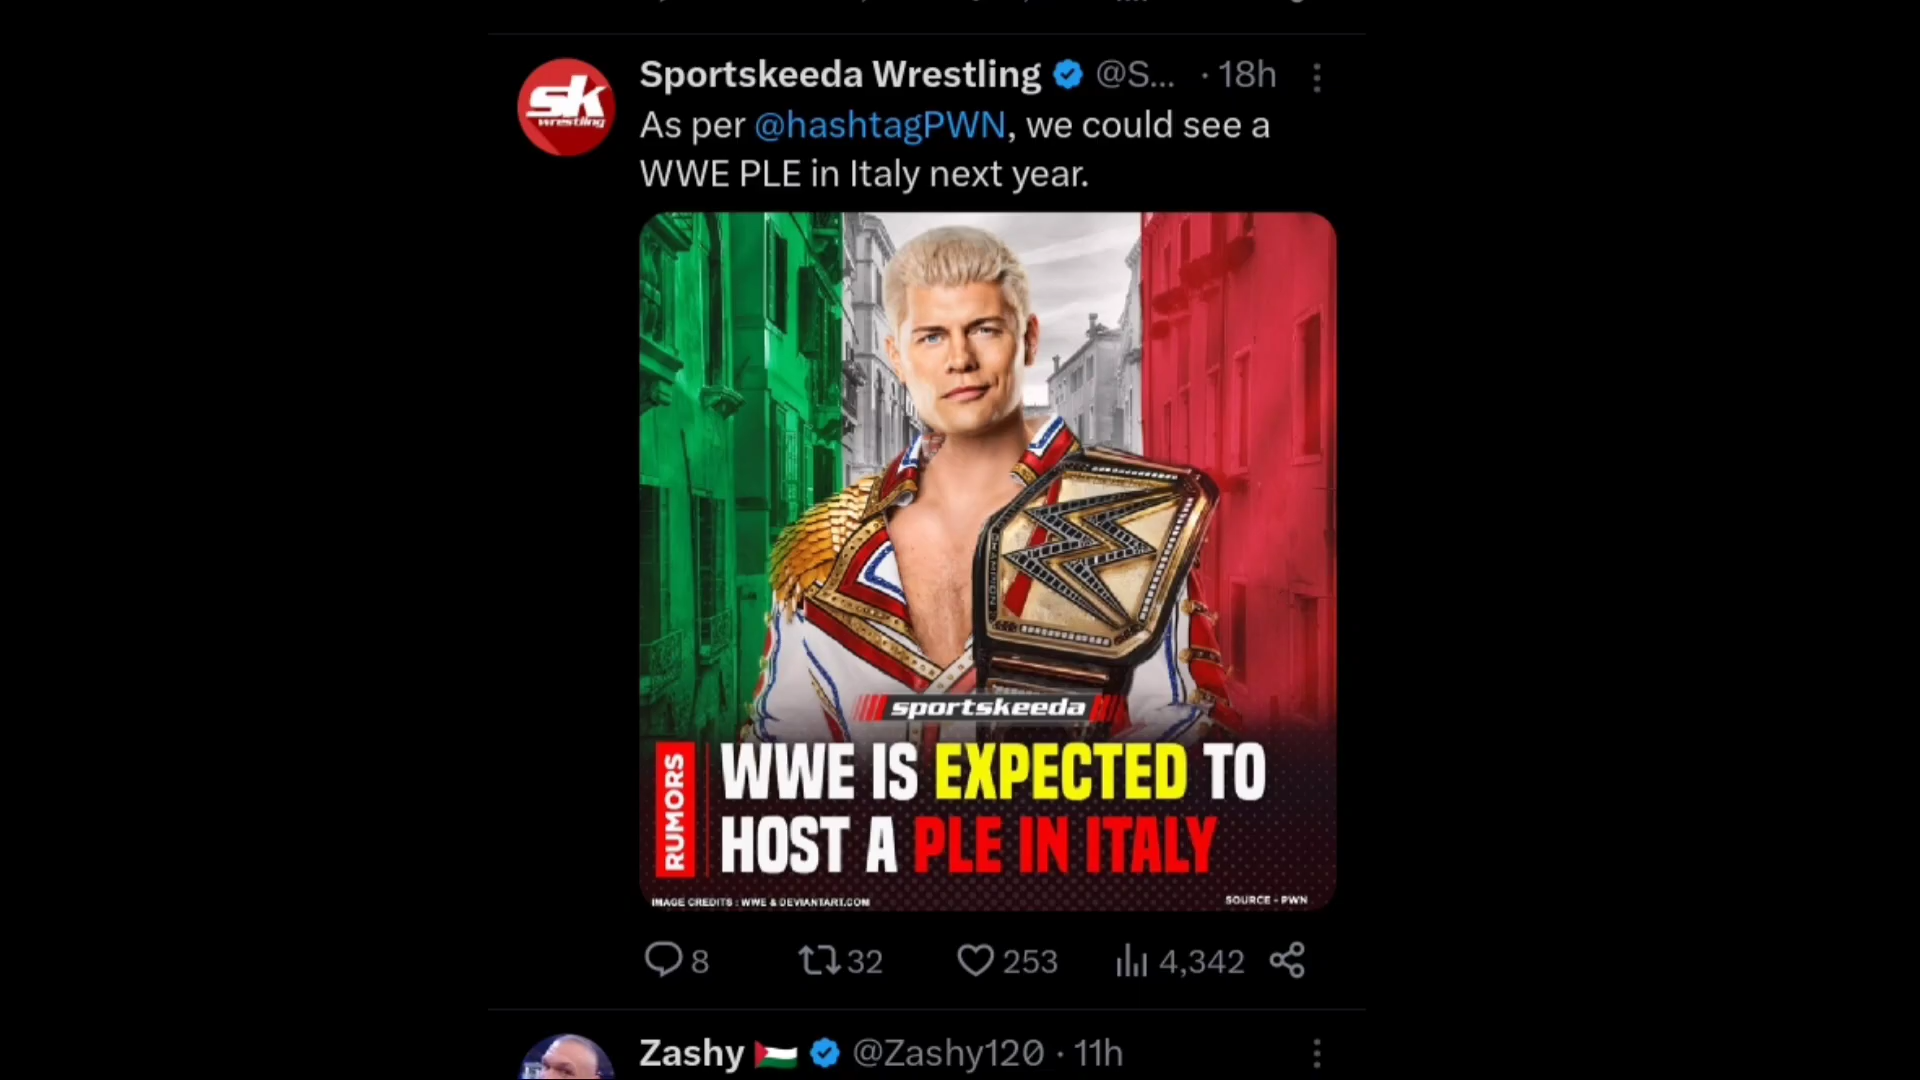 Sportskeeda Wrestling @S... · 18h
sk
wrestling
As per @hashtagPWN, we could see a
WWE PLE in Italy next year.
sportskeeda
RUMORS
WWE IS EXPECTED TO
HOST A PLE IN ITALY
IMAGE CREDITS : WWE & DEVIANTART.COM
SOURCE - PWN
8 32 253 4,342
Zashy @Zashy120 · 11h